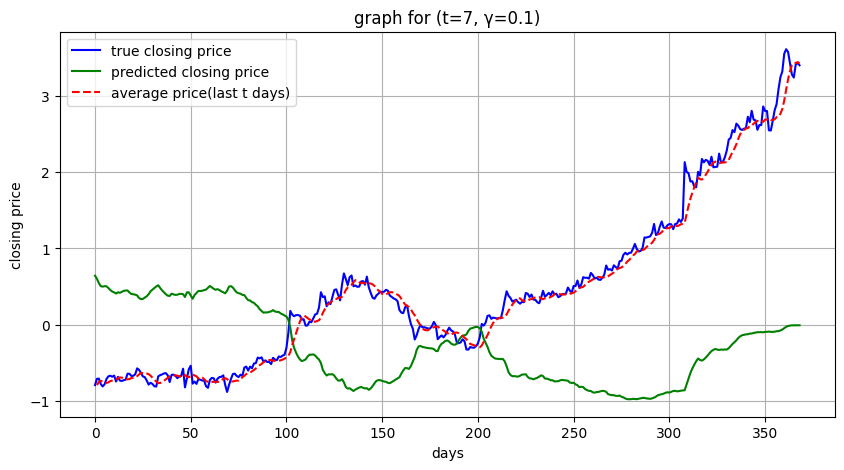 graph for (t=7, γ=0.1)
true closing price
predicted closing price
average price(last t days)
closing price
3
2
1
0
−1
0
50
100
150
200
250
300
350
days